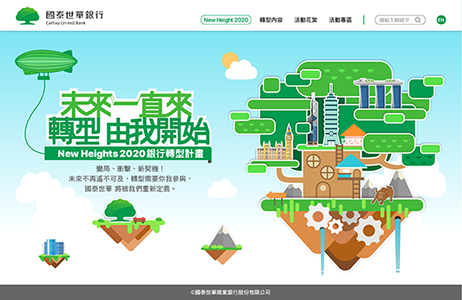 國泰世華銀行
Cathay United Bank
New Height 2020
轉型內容
活動花絮
活動專區
請輸入關鍵字
EN
未來一直來
轉型 由我開始
New Heights 2020 銀行轉型計畫
變局、衝擊、新契機！
未來不再遙不可及，轉型需要你我參與，
國泰世華 將被我們重新定義。
©國泰世華商業銀行股份有限公司